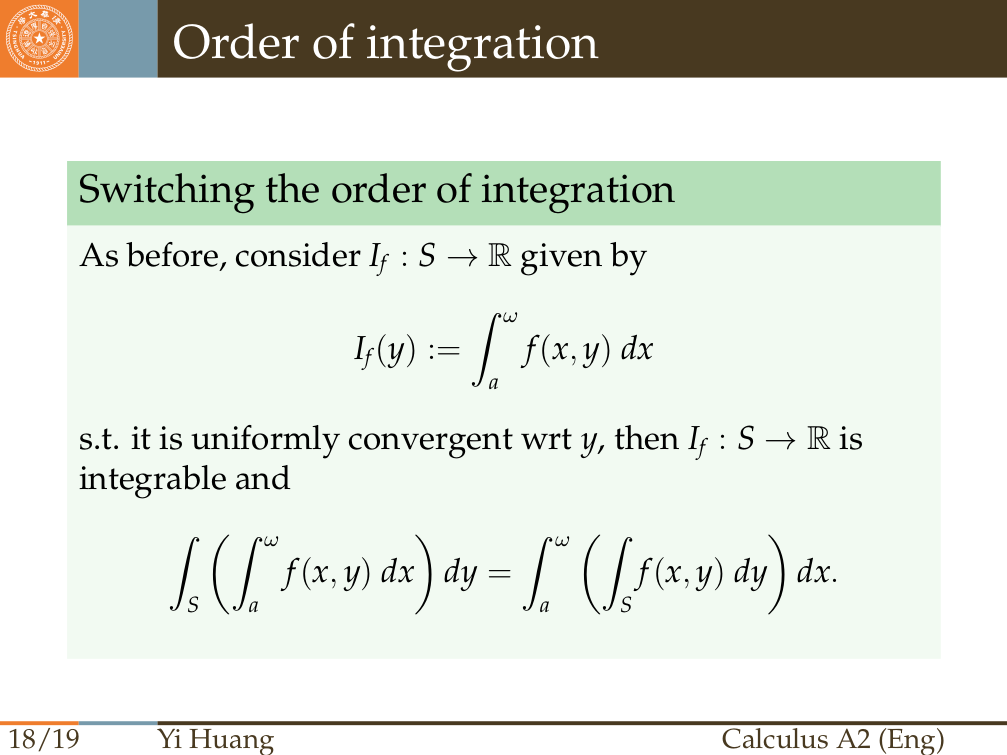 Order of integration
Switching the order of integration
As before, consider I_f : S → ℝ given by
I_f(y) := ∫_a^ω f(x, y) dx
s.t. it is uniformly convergent wrt y, then I_f : S → ℝ is
integrable and
∫_S (∫_a^ω f(x, y) dx) dy = ∫_a^ω (∫_S f(x, y) dy) dx.
18/19 Yi Huang Calculus A2 (Eng)